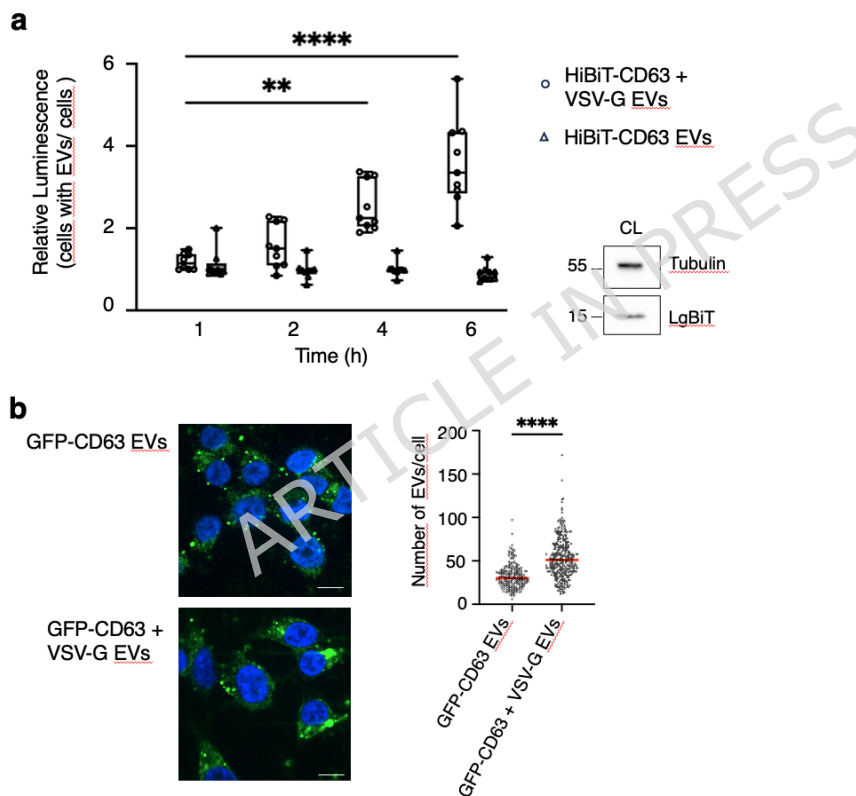 a
Relative Luminescence
(cells with EVs/ cells )
6
4
2
0
****
**
1
2
4
6
Time (h)
HiBiT-CD63 +
VSV-G EVs
HiBiT-CD63 EVs
CL
55
Tubulin
15
LgBiT
b
GFP-CD63 EVs
GFP-CD63 +
VSV-G EVs
Number of EVs/cell
200
150
100
50
0
****
GFP-CD63 EVs
GFP-CD63 + VSV-G EVs
ARTICLE IN PRESS